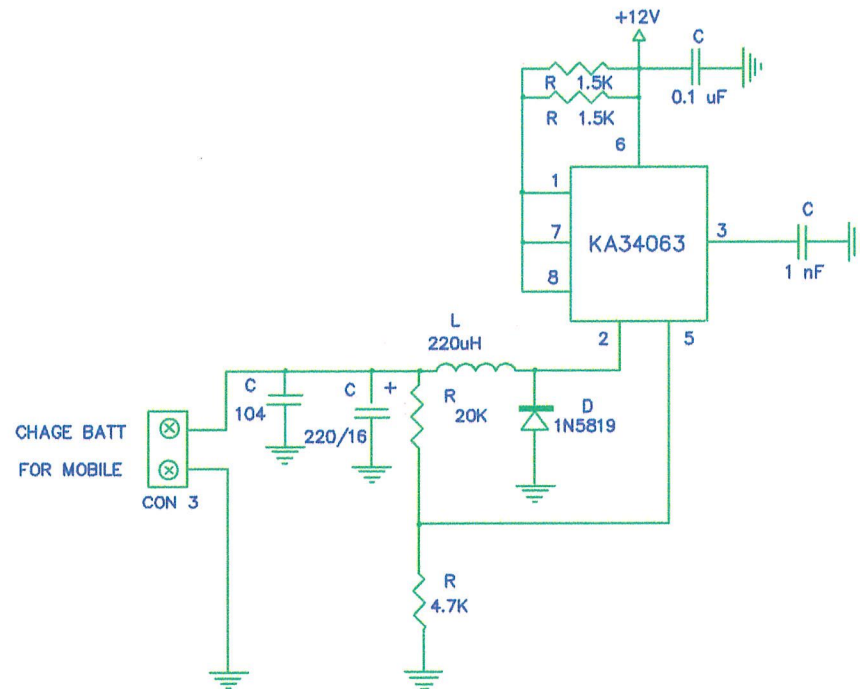 +12V
C
R 1.5K
0.1 uF
R 1.5K
6
1
C
7
KA34063
3
8
1 nF
2
5
L
220uH
C
C
+
R
D
104
20K
1N5819
220/16
CHAGE BATT
FOR MOBILE
CON 3
R
4.7K